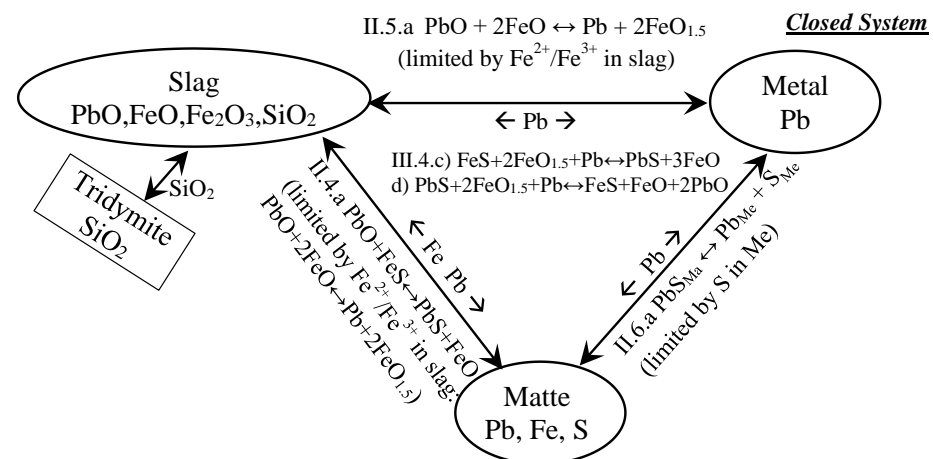 II.5.a PbO + 2FeO ↔ Pb + 2FeO₁.₅
(limited by Fe²⁺/Fe³⁺ in slag)
Closed System
Slag
PbO,FeO,Fe₂O₃,SiO₂
Metal
Pb
← Pb →
III.4.c) FeS+2FeO₁.₅+Pb↔PbS+3FeO
d) PbS+2FeO₁.₅+Pb↔FeS+FeO+2PbO
SiO₂
Tridymite
SiO₂
← Fe Pb →
II.4.a PbO+FeS↔PbS+FeO
(limited by Fe²⁺/Fe³⁺ in slag:
PbO+2FeO↔Pb+2FeO₁.₅)
← Pb →
II.6.a PbS_Ma ↔ Pb_Me + S_Me
(limited by S in Me)
Matte
Pb, Fe, S